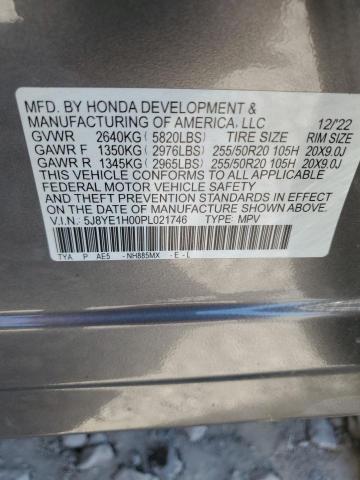 MFD. BY HONDA DEVELOPMENT &
MANUFACTURING OF AMERICA, LLC 12/22
GVWR 2640KG ( 5820LBS) TIRE SIZE RIM SIZE
GAWR F 1350KG ( 2976LBS) 255/50R20 105H 20X9.0J
GAWR R 1345KG ( 2965LBS) 255/50R20 105H 20X9.0J
THIS VEHICLE CONFORMS TO ALL APPLICABLE
FEDERAL MOTOR VEHICLE SAFETY, BUMPER,
AND THEFT PREVENTION STANDARDS IN
EFFECT ON THE DATE OF MANUFACTURE SHOWN ABOVE.
V.I.N.: 5J8YE1H00PL021746 TYPE: MPV
TYA P AE5 -NH885MX -E-L